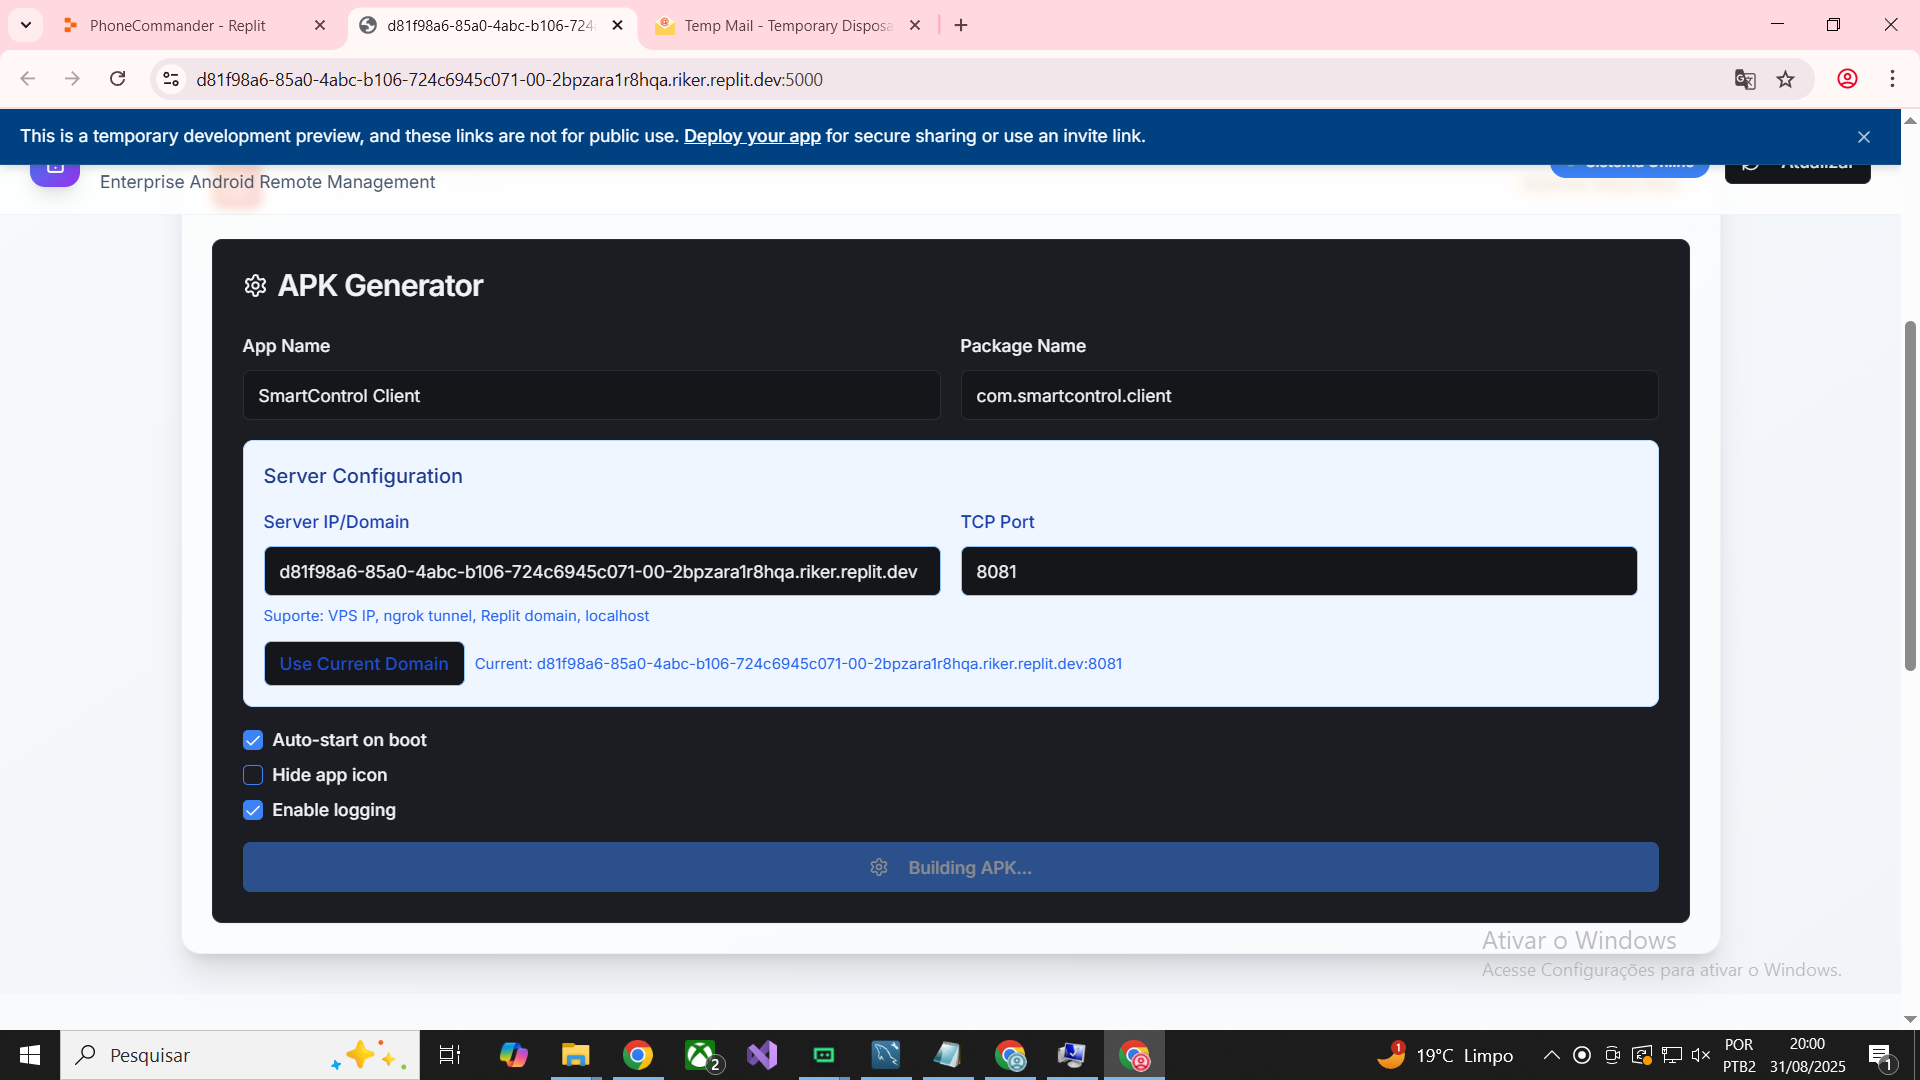 PhoneCommander - Replit
d81f98a6-85a0-4abc-b106-724
Temp Mail - Temporary Disposa
d81f98a6-85a0-4abc-b106-724c6945c071-00-2bpzara1r8hqa.riker.replit.dev:5000
This is a temporary development preview, and these links are not for public use. Deploy your app for secure sharing or use an invite link.
Enterprise Android Remote Management
Sistema Online
Atualizar
APK Generator
App Name
Package Name
SmartControl Client
com.smartcontrol.client
Server Configuration
Server IP/Domain
TCP Port
d81f98a6-85a0-4abc-b106-724c6945c071-00-2bpzara1r8hqa.riker.replit.dev
8081
Suporte: VPS IP, ngrok tunnel, Replit domain, localhost
Use Current Domain
Current: d81f98a6-85a0-4abc-b106-724c6945c071-00-2bpzara1r8hqa.riker.replit.dev:8081
Auto-start on boot
Hide app icon
Enable logging
Building APK...
Ativar o Windows
Acesse Configurações para ativar o Windows.
Pesquisar
2
1
19°C Limpo
POR
PTB2
20:00
31/08/2025
1